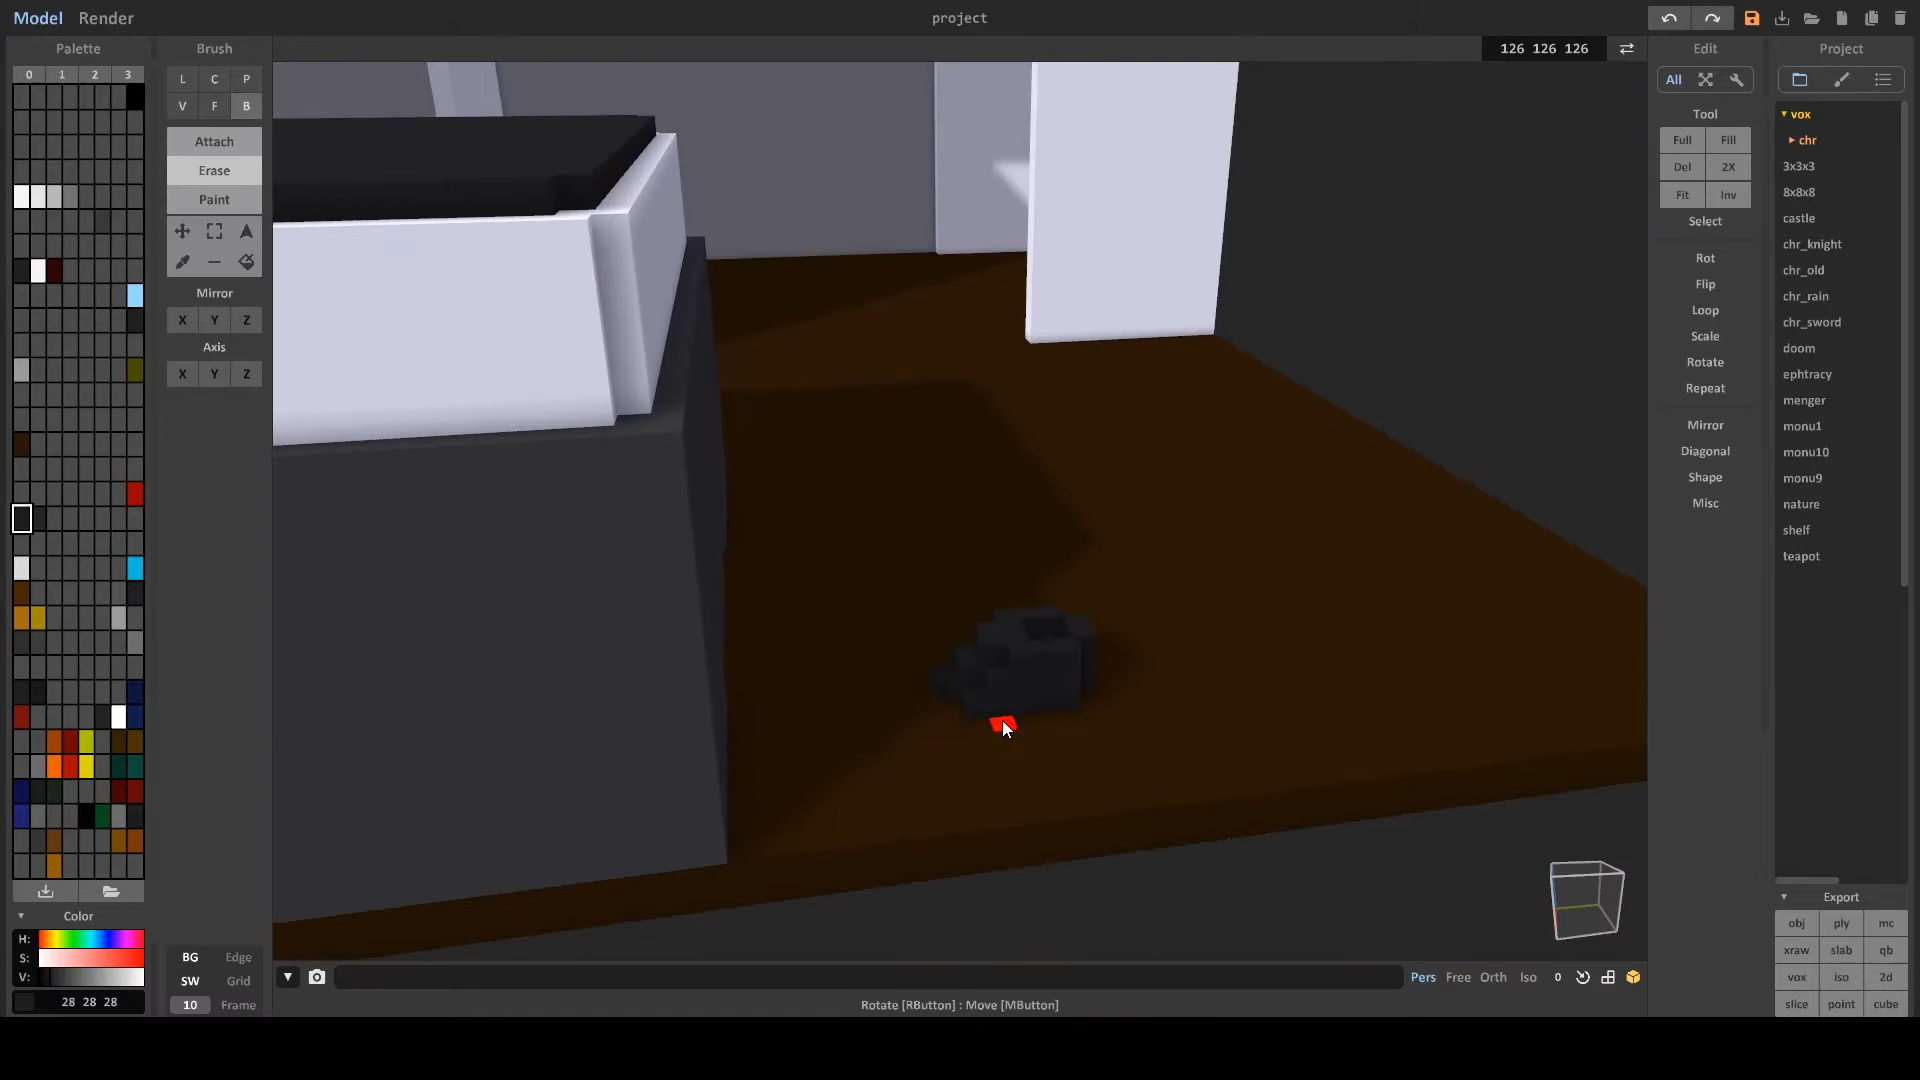 Model Render
project
Palette
Brush
126 126 126
Edit
Project
0 1 2 3
L C P
V F B
Attach
Erase
Paint
Mirror
X Y Z
Axis
X Y Z
All
Tool
Full Fill
Del 2X
Fit Inv
Select
Rot
Flip
Loop
Scale
Rotate
Repeat
Mirror
Diagonal
Shape
Misc
vox
chr
3x3x3
8x8x8
castle
chr_knight
chr_old
chr_rain
chr_sword
doom
ephtracy
menger
monu1
monu10
monu9
nature
shelf
teapot
Export
obj ply mc
xraw slab qb
vox iso 2d
slice point cube
Color
H:
S:
V:
28 28 28
BG Edge
SW Grid
10 Frame
Pers Free Orth Iso 0
Rotate [RButton] : Move [MButton]